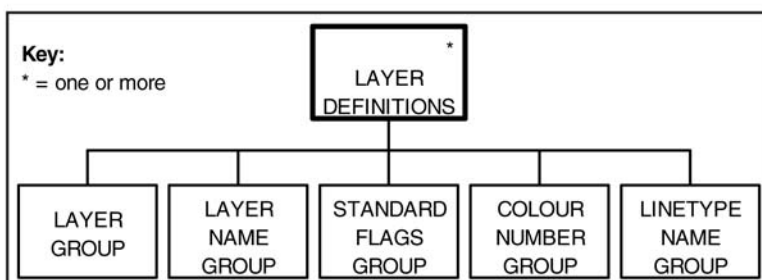 Key:
* = one or more
*
LAYER
DEFINITIONS
LAYER
GROUP
LAYER
NAME
GROUP
STANDARD
FLAGS
GROUP
COLOUR
NUMBER
GROUP
LINETYPE
NAME
GROUP